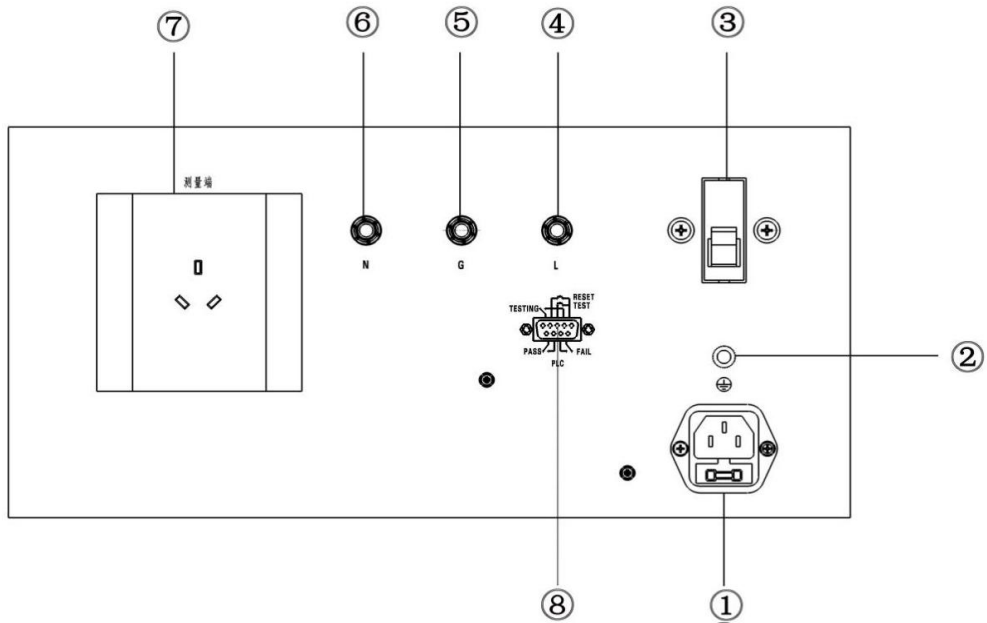 ⑦ ⑥ ⑤ ④ ③
测量端
N G L
RESET
TESTING TEST
PASS FAIL
PLC
②
⑧ ①